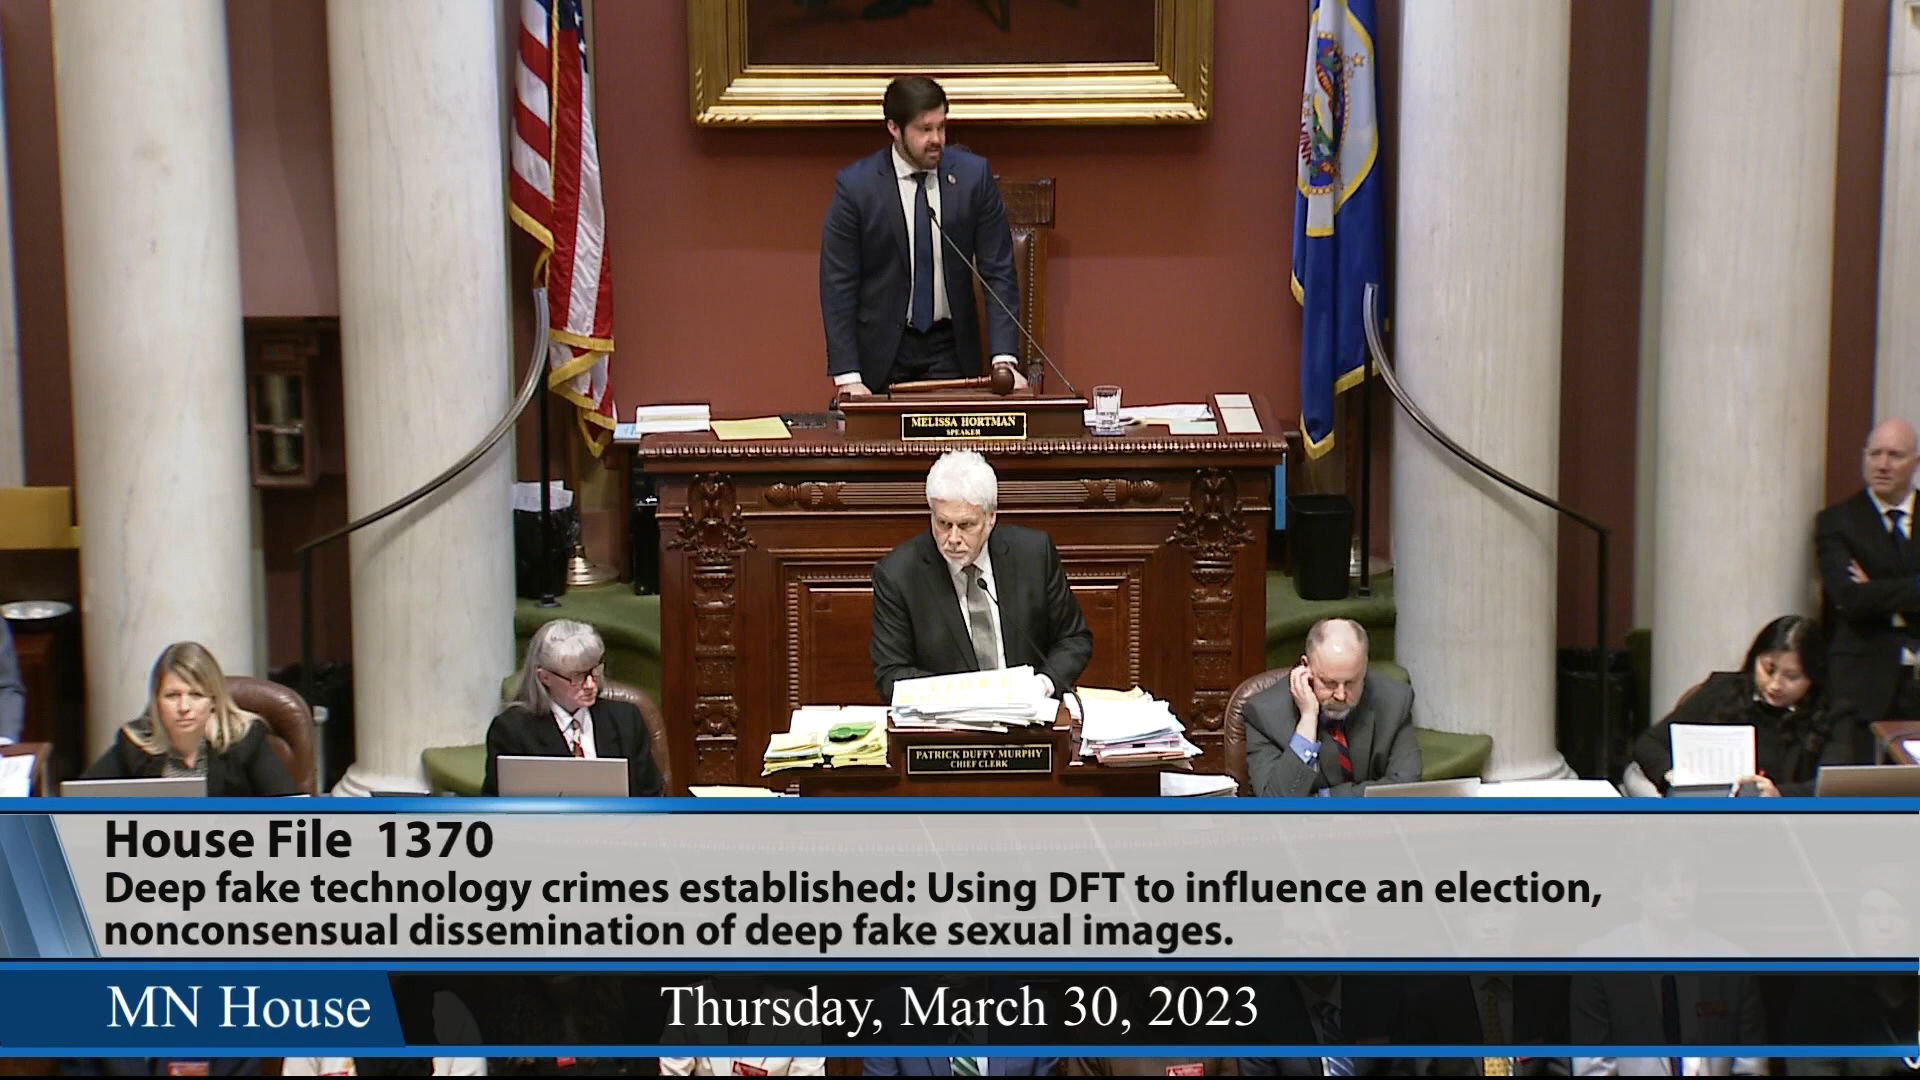 MINN
MELISSA HORTMAN
SPEAKER
PATRICK DUFFY MURPHY
CHIEF CLERK
House File 1370
Deep fake technology crimes established: Using DFT to influence an election,
nonconsensual dissemination of deep fake sexual images.
MN House
Thursday, March 30, 2023